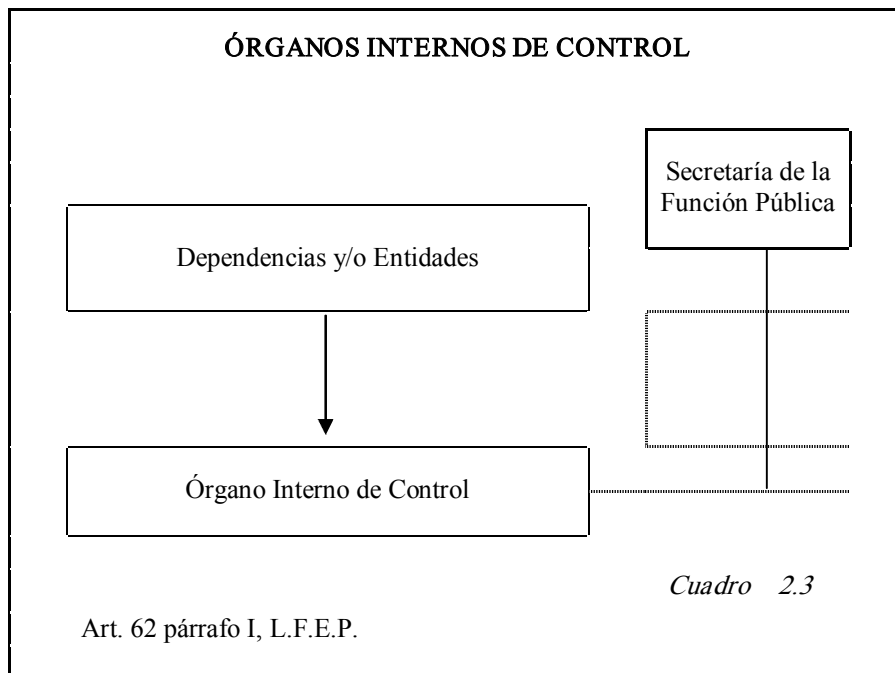 ÓRGANOS INTERNOS DE CONTROL
Secretaría de la
Función Pública
Dependencias y/o Entidades
Órgano Interno de Control
Cuadro 2.3
Art. 62 párrafo I, L.F.E.P.